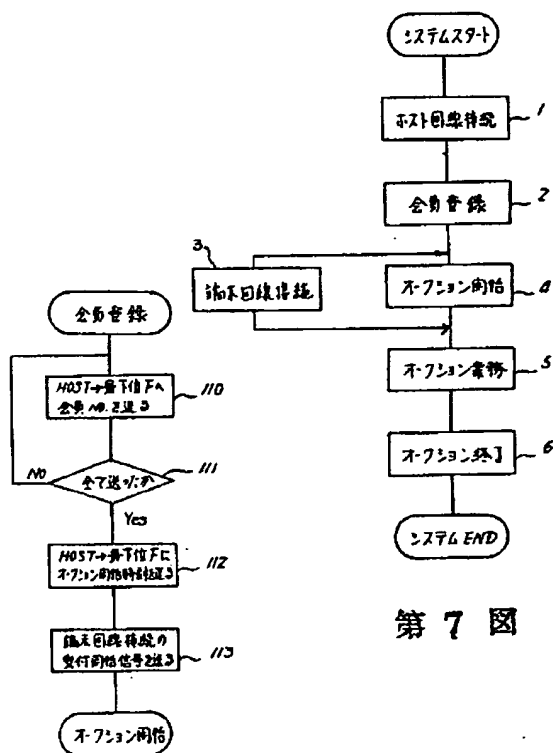 システムスタート
ホスト回線接続
1
会員登録
2
3
端末回線接続
オークション開始
4
オークション業務
5
オークション終了
6
システムEND
第7図
会員登録
HOST→最下位Fへ
会員NO.を送る
110
全て送ったか
111
No
Yes
HOST→最下位Fに
オークション開始時刻送る
112
端末回線接続の
受付開始信号を送る
113
オークション開始